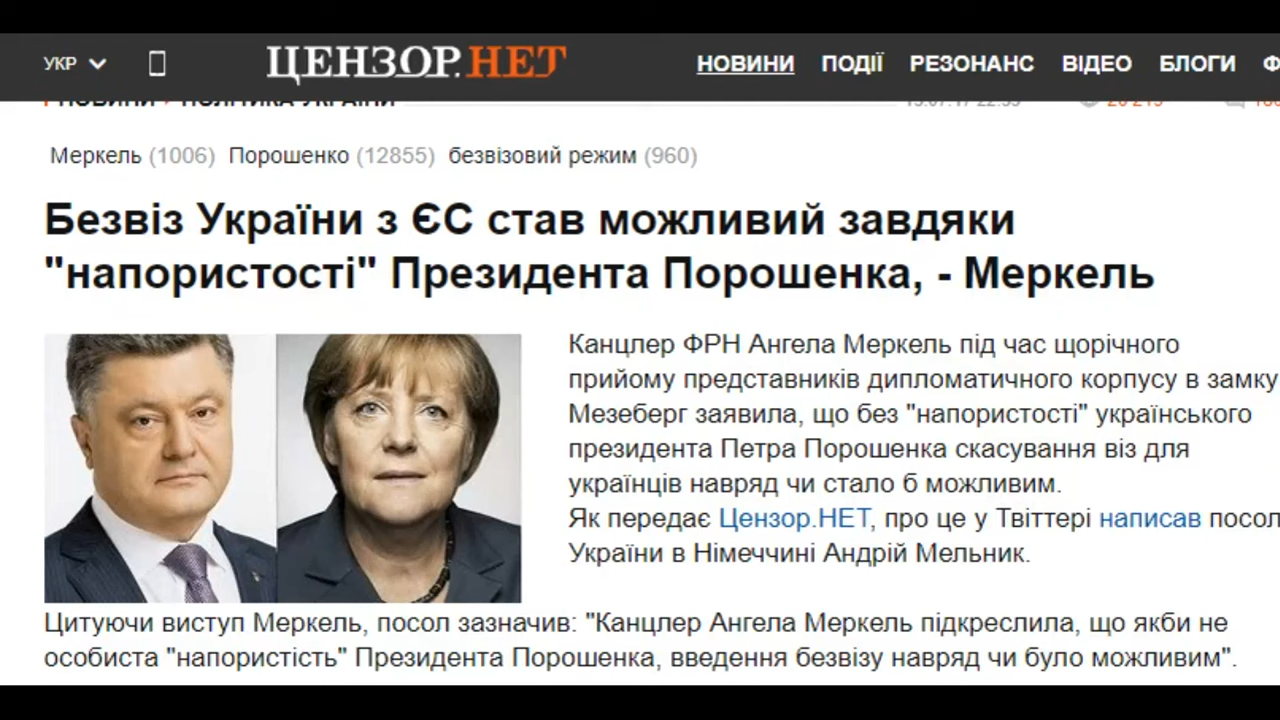 УКР
ЦЕНЗОР.НЕТ
НОВИНИ ПОДІЇ РЕЗОНАНС ВІДЕО БЛОГИ Ф
НОВИНИ ПОЛІТИКА УКРАЇНИ
Меркель (1006) Порошенко (12855) безвізовий режим (960)
Безвіз України з ЄС став можливий завдяки
"напористості" Президента Порошенка, - Меркель
Канцлер ФРН Ангела Меркель під час щорічного
прийому представників дипломатичного корпусу в замку
Мезеберг заявила, що без "напористості" українського
президента Петра Порошенка скасування віз для
українців навряд чи стало б можливим.
Як передає Цензор.НЕТ, про це у Твіттері написав посол
України в Німеччині Андрій Мельник.
Цитуючи виступ Меркель, посол зазначив: "Канцлер Ангела Меркель підкреслила, що якби не
особиста "напористість" Президента Порошенка, введення безвізу навряд чи було можливим".